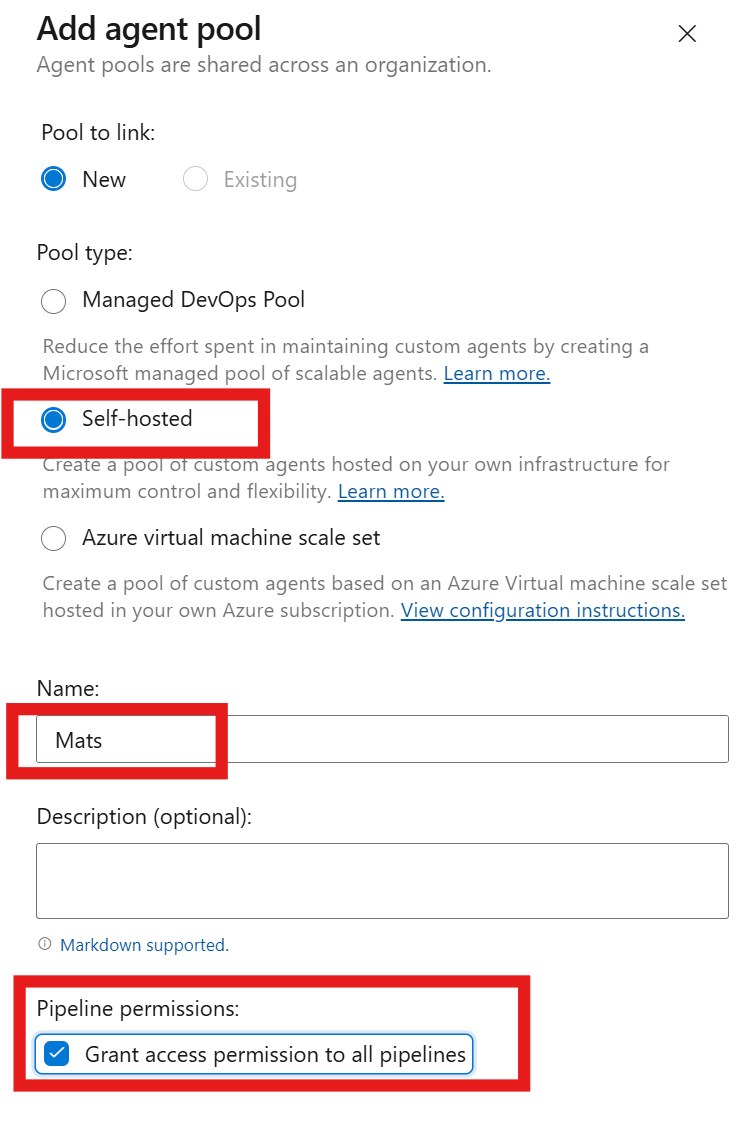 Add agent pool
Agent pools are shared across an organization.
Pool to link:
New Existing
Pool type:
Managed DevOps Pool
Reduce the effort spent in maintaining custom agents by creating a
Microsoft managed pool of scalable agents. Learn more.
Self-hosted
Create a pool of custom agents hosted on your own infrastructure for
maximum control and flexibility. Learn more.
Azure virtual machine scale set
Create a pool of custom agents based on an Azure Virtual machine scale set
hosted in your own Azure subscription. View configuration instructions.
Name:
Mats
Description (optional):
Markdown supported.
Pipeline permissions:
Grant access permission to all pipelines